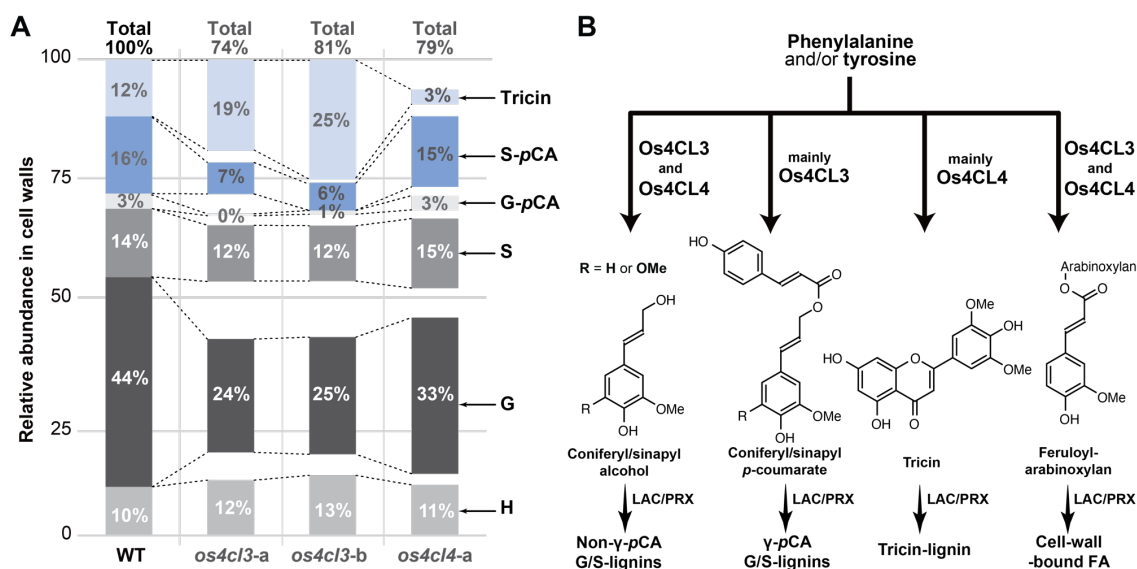 A
Total Total Total Total
100% 74% 81% 79%
Relative abundance in cell walls
100
75
50
25
0
12% 19% 25% 3% Tricin
16% 7% 6% 15% S-pCA
3% 0% 1% 3% G-pCA
14% 12% 12% 15% S
44% 24% 25% 33% G
10% 12% 13% 11% H
WT os4cl3-a os4cl3-b os4cl4-a
B
Phenylalanine
and/or tyrosine
Os4CL3
and
Os4CL4
mainly
Os4CL3
mainly
Os4CL4
Os4CL3
and
Os4CL4
R = H or OMe
OH
R
OMe
OH
Coniferyl/sinapyl
alcohol
LAC/PRX
Non-γ-pCA
G/S-lignins
HO
O
O
R
OMe
OH
Coniferyl/sinapyl
p-coumarate
LAC/PRX
γ-pCA
G/S-lignins
OMe
OH
HO
O
OMe
OH
O
Tricin
LAC/PRX
Tricin-lignin
Arabinoxylan
O
O
OMe
OH
Feruloyl-
arabinoxylan
LAC/PRX
Cell-wall
-bound FA